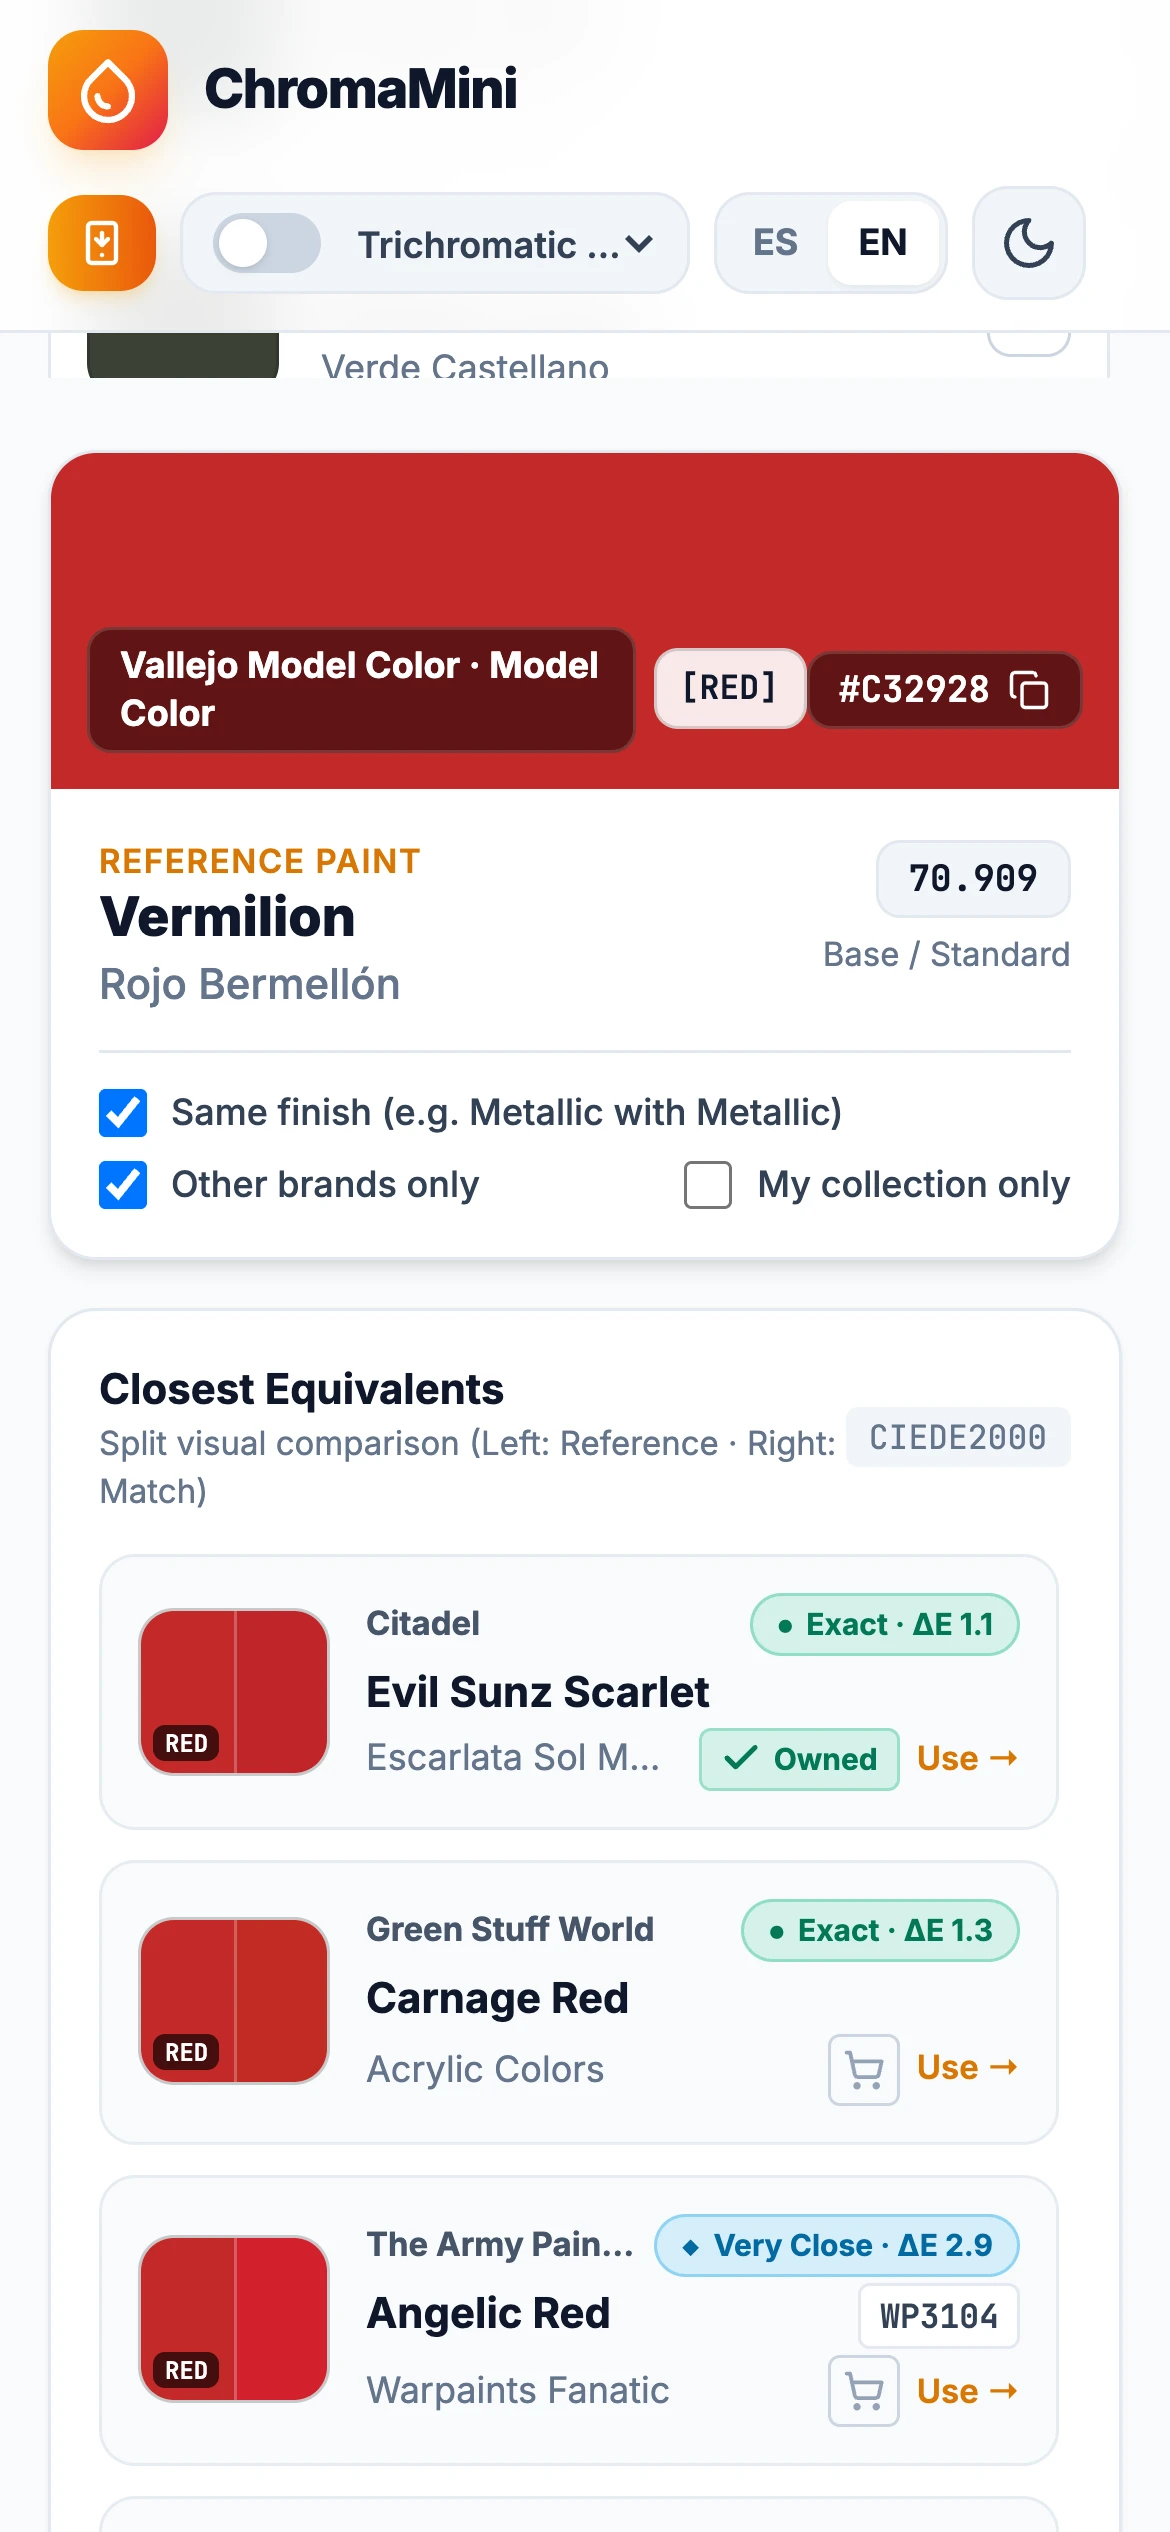 ChromaMini
Trichromatic ...
ES
EN
Verde Castellano
Vallejo Model Color · Model
Color
[RED]
#C32928
REFERENCE PAINT
70.909
Vermilion
Base / Standard
Rojo Bermellón
Same finish (e.g. Metallic with Metallic)
Other brands only
My collection only
Closest Equivalents
Split visual comparison (Left: Reference · Right:
Match)
CIEDE2000
Citadel
● Exact · ΔE 1.1
Evil Sunz Scarlet
RED
Escarlata Sol M...
Owned
Use →
Green Stuff World
● Exact · ΔE 1.3
Carnage Red
RED
Acrylic Colors
Use →
The Army Pain...
◆ Very Close · ΔE 2.9
Angelic Red
WP3104
RED
Warpaints Fanatic
Use →